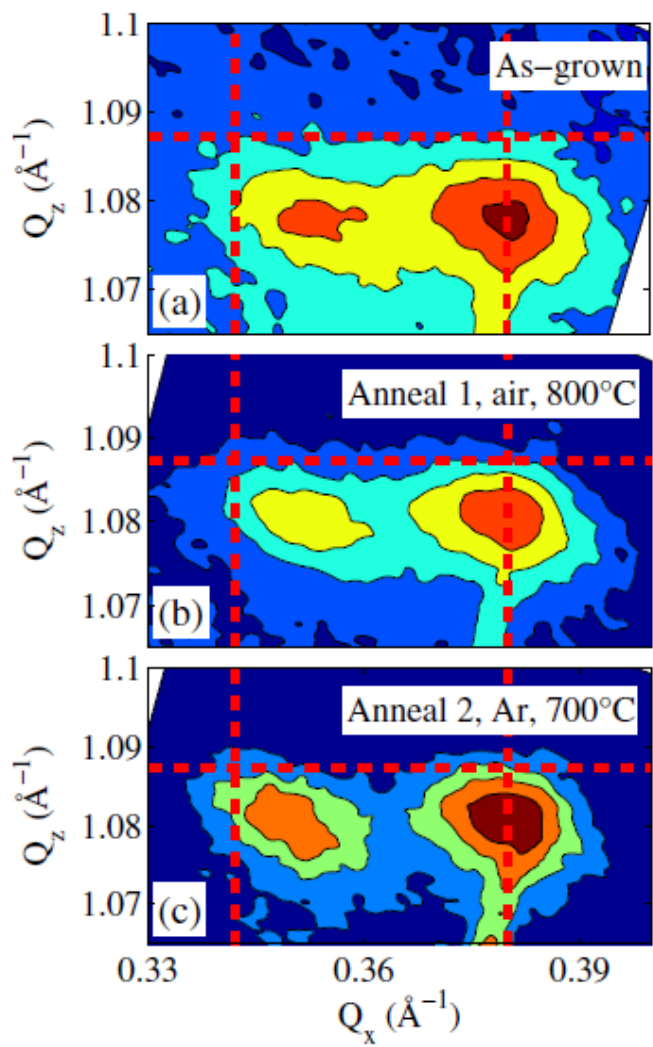 1.1
As−grown
1.09
Q_z (Å⁻¹)
1.08
1.07
(a)
1.1
Anneal 1, air, 800°C
1.09
Q_z (Å⁻¹)
1.08
1.07
(b)
1.1
Anneal 2, Ar, 700°C
1.09
Q_z (Å⁻¹)
1.08
1.07
(c)
0.33 0.36 0.39
Q_x (Å⁻¹)